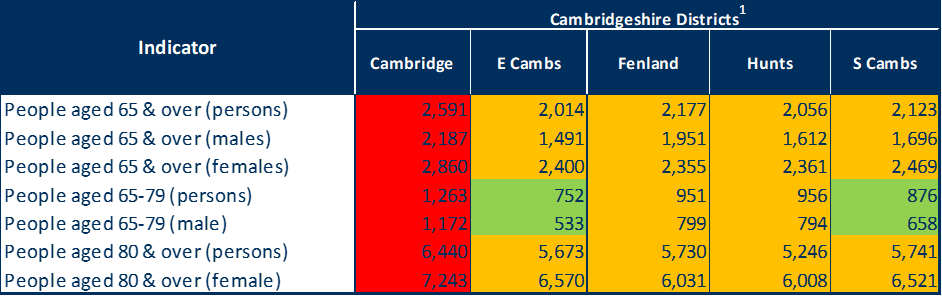 Indicator
Cambridgeshire Districts1
Cambridge E Cambs Fenland Hunts S Cambs
People aged 65 & over (persons) 2,591 2,014 2,177 2,056 2,123
People aged 65 & over (males) 2,187 1,491 1,951 1,612 1,696
People aged 65 & over (females) 2,860 2,400 2,355 2,361 2,469
People aged 65-79 (persons) 1,263 752 951 956 876
People aged 65-79 (male) 1,172 533 799 794 658
People aged 80 & over (persons) 6,440 5,673 5,730 5,246 5,741
People aged 80 & over (female) 7,243 6,570 6,031 6,008 6,521